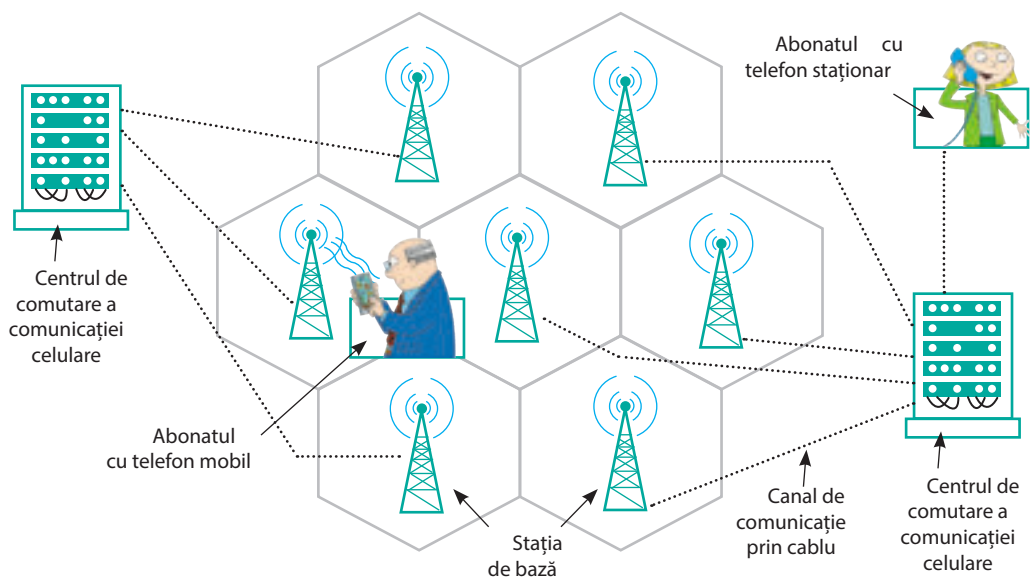 Abonatul cu
telefon staționar
Centrul de
comutare a
comunicației
celulare
Abonatul
cu telefon mobil
Stația
de bază
Canal de
comunicație
prin cablu
Centrul de
comutare a
comunicației
celulare